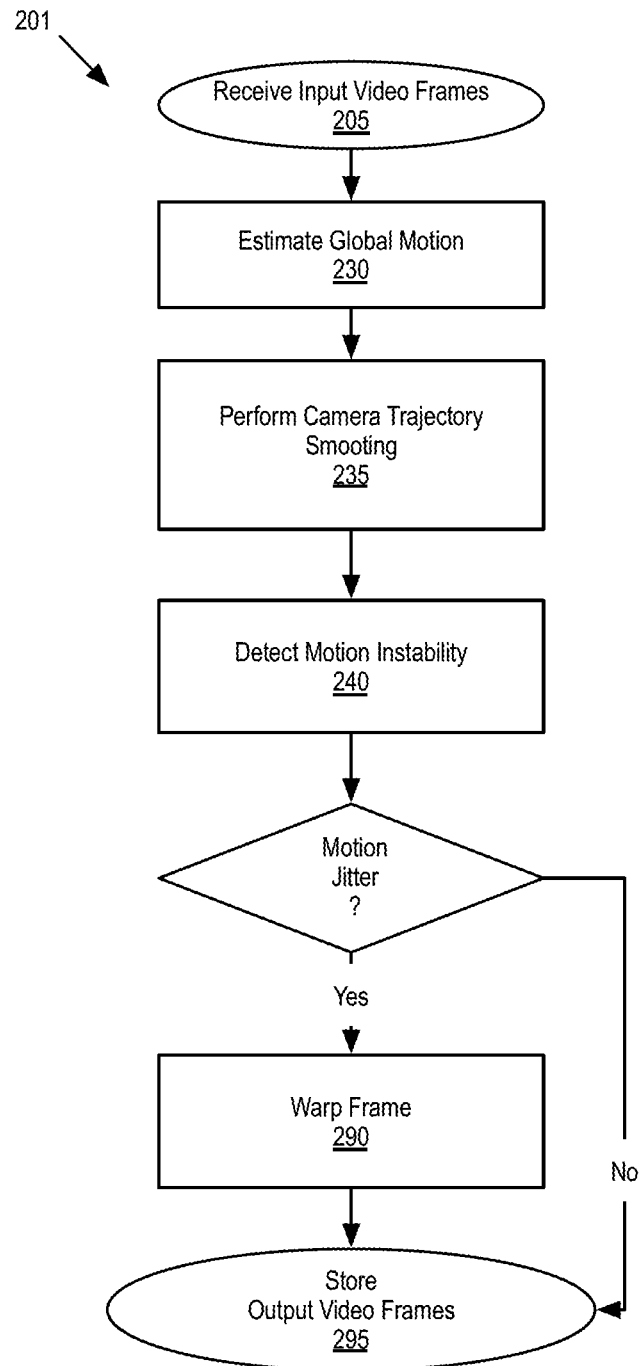 201
Receive Input Video Frames
205
Estimate Global Motion
230
Perform Camera Trajectory
Smooting
235
Detect Motion Instability
240
Motion
Jitter
?
Yes
Warp Frame
290
No
Store
Output Video Frames
295